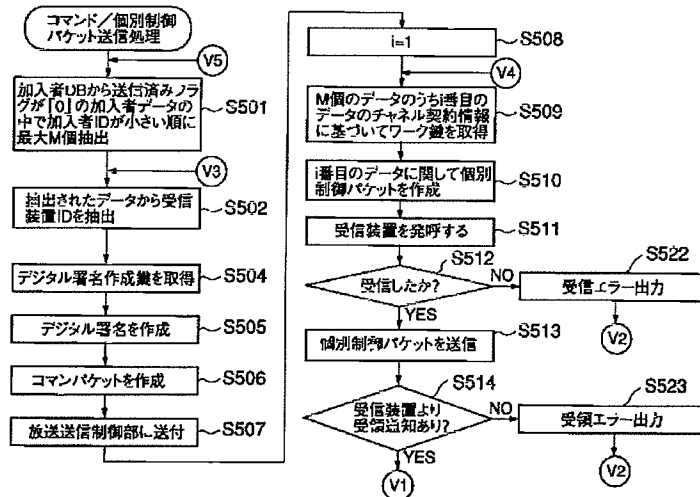 コマンド／個別制御
パケット送信処理
V5
加入者DBから送信済みフラ
グが「0」の加入者データの
中で加入者IDが小さい順に
最大M個抽出
S501
V3
抽出されたデータから受信
装置IDを抽出
S502
デジタル署名作成鍵を取得
S504
デジタル署名を作成
S505
コマンパケットを作成
S506
放送送信制御部に送付
S507
i=1
S508
V4
M個のデータのうちi番目の
データのチャネル契約情報
に基づいてワーク鍵を取得
S509
i番目のデータに関して個別
制御パケットを作成
S510
受信装置を発呼する
S511
受信したか?
S512
NO
受信エラー出力
S522
V2
YES
個別制御パケットを送信
S513
受信装置より
受領通知あり?
S514
NO
受領エラー出力
S523
V2
YES
V1